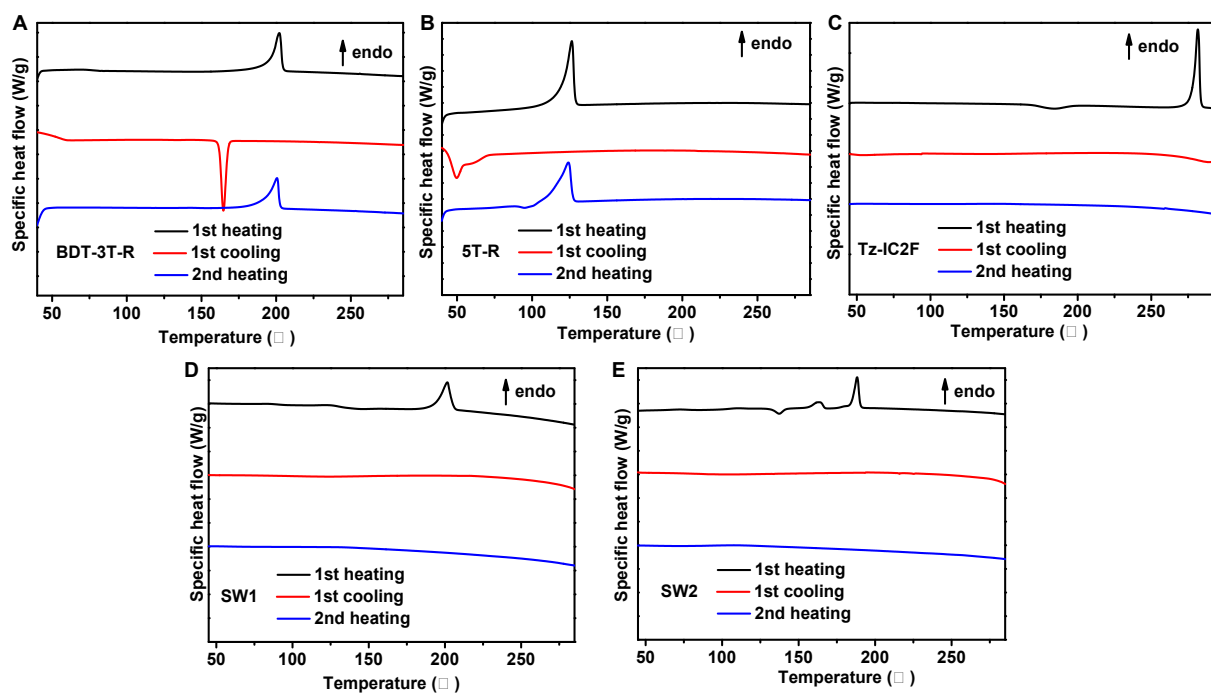 A
Specific heat flow (W/g)
endo
BDT-3T-R
1st heating
1st cooling
2nd heating
50 100 150 200 250
Temperature (□ )
B
Specific heat flow (W/g)
endo
5T-R
1st heating
1st cooling
2nd heating
50 100 150 200 250
Temperature (□ )
C
Specific heat flow (W/g)
endo
Tz-IC2F
1st heating
1st cooling
2nd heating
50 100 150 200 250
Temperature (□ )
D
Specific heat flow (W/g)
endo
SW1
1st heating
1st cooling
2nd heating
50 100 150 200 250
Temperature (□ )
E
Specific heat flow (W/g)
endo
SW2
1st heating
1st cooling
2nd heating
50 100 150 200 250
Temperature (□ )